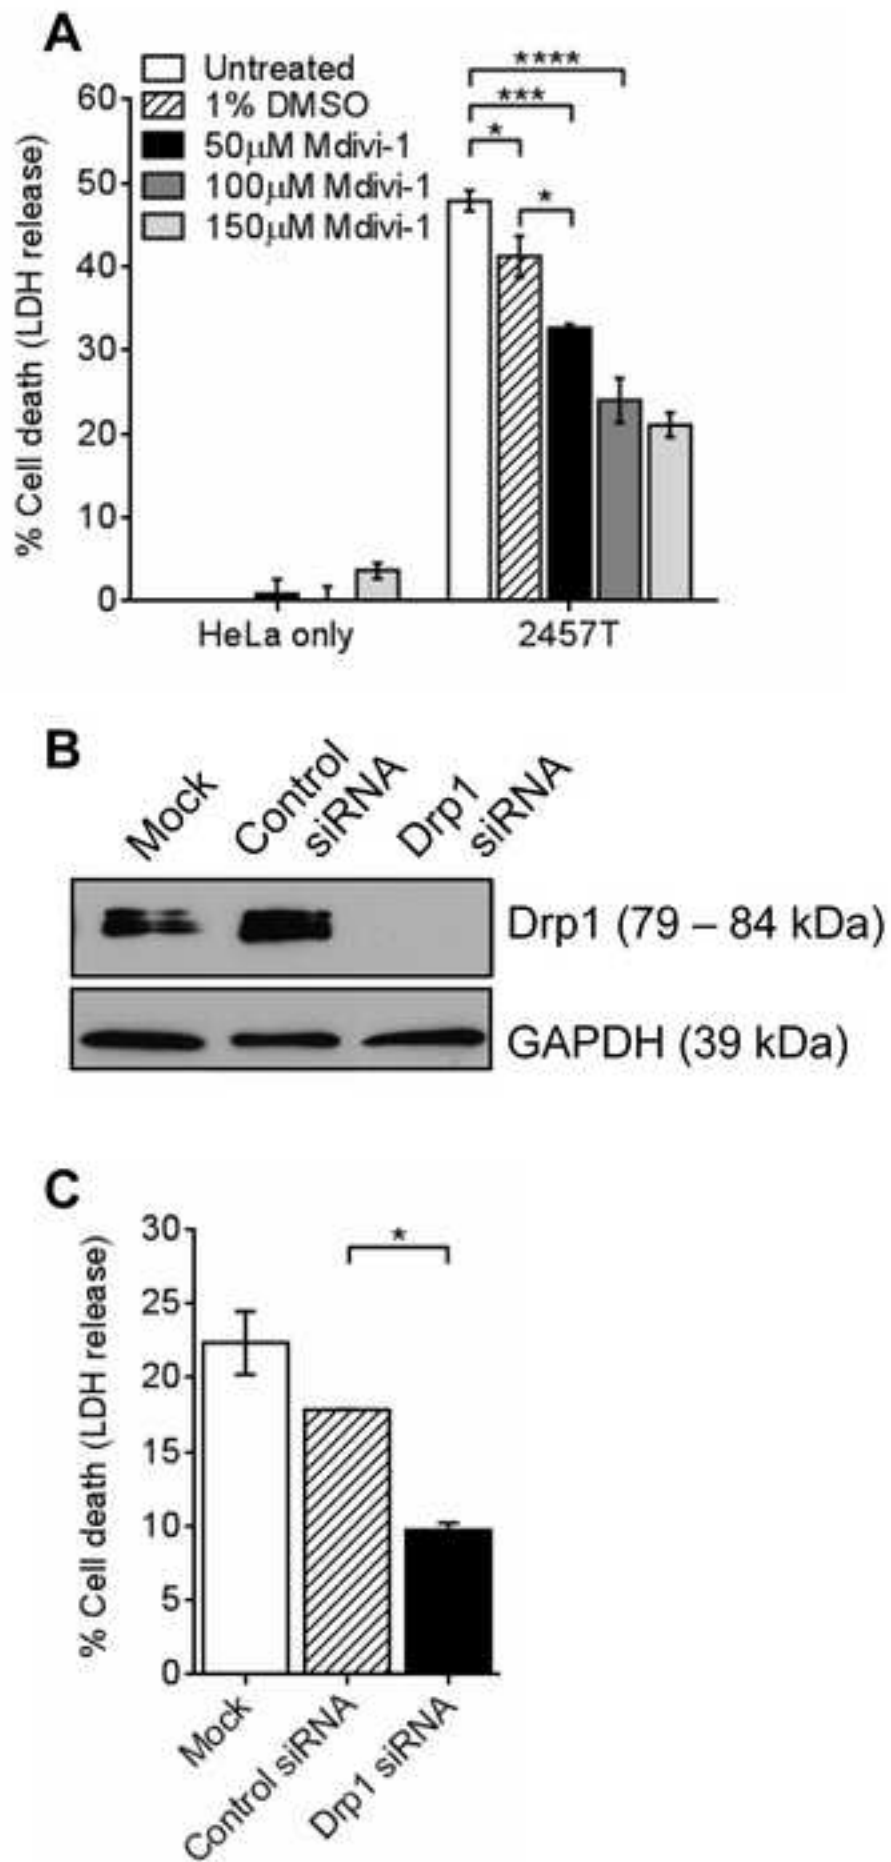 A
Untreated
1% DMSO
50μM Mdivi-1
100μM Mdivi-1
150μM Mdivi-1
% Cell death (LDH release)
60
50
40
30
20
10
0
****
***
*
*
HeLa only
2457T
B
Mock
Control
siRNA
Drp1
siRNA
Drp1 (79 – 84 kDa)
GAPDH (39 kDa)
C
% Cell death (LDH release)
30
25
20
15
10
5
0
*
Mock
Control siRNA
Drp1 siRNA